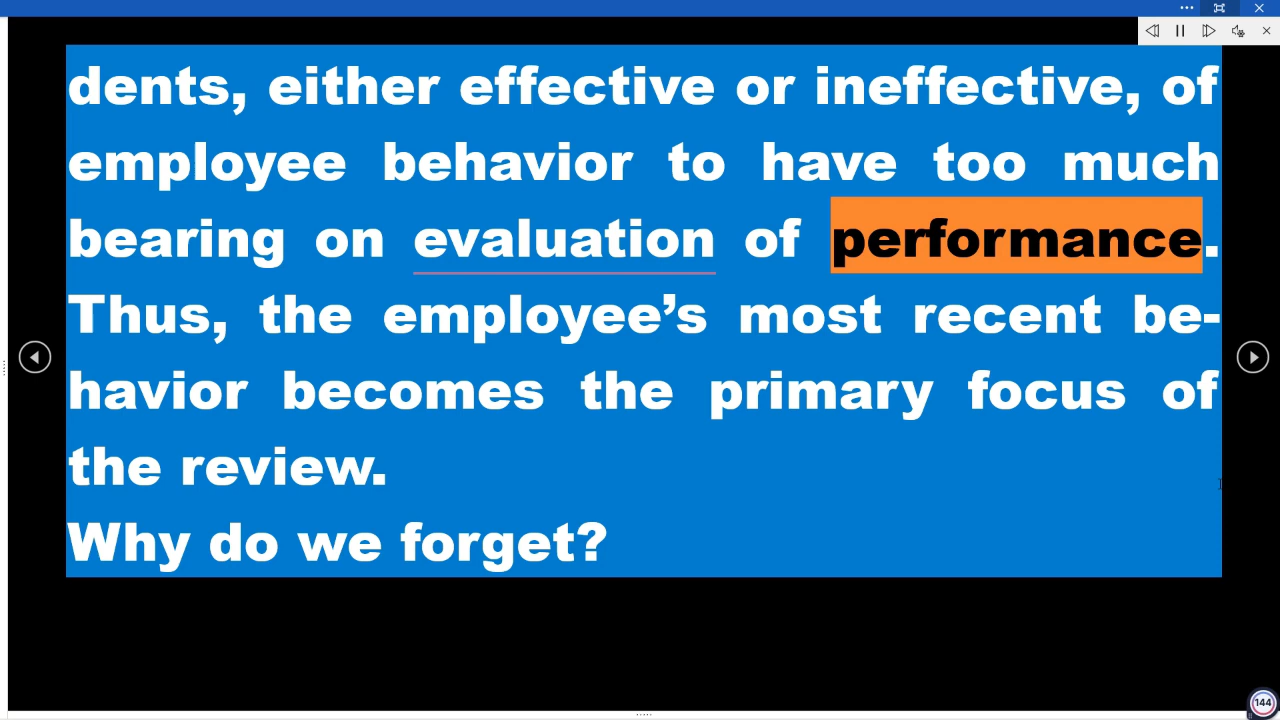 dents, either effective or ineffective, of
employee behavior to have too much
bearing on evaluation of performance.
Thus, the employee’s most recent be-
havior becomes the primary focus of
the review.
Why do we forget?
144